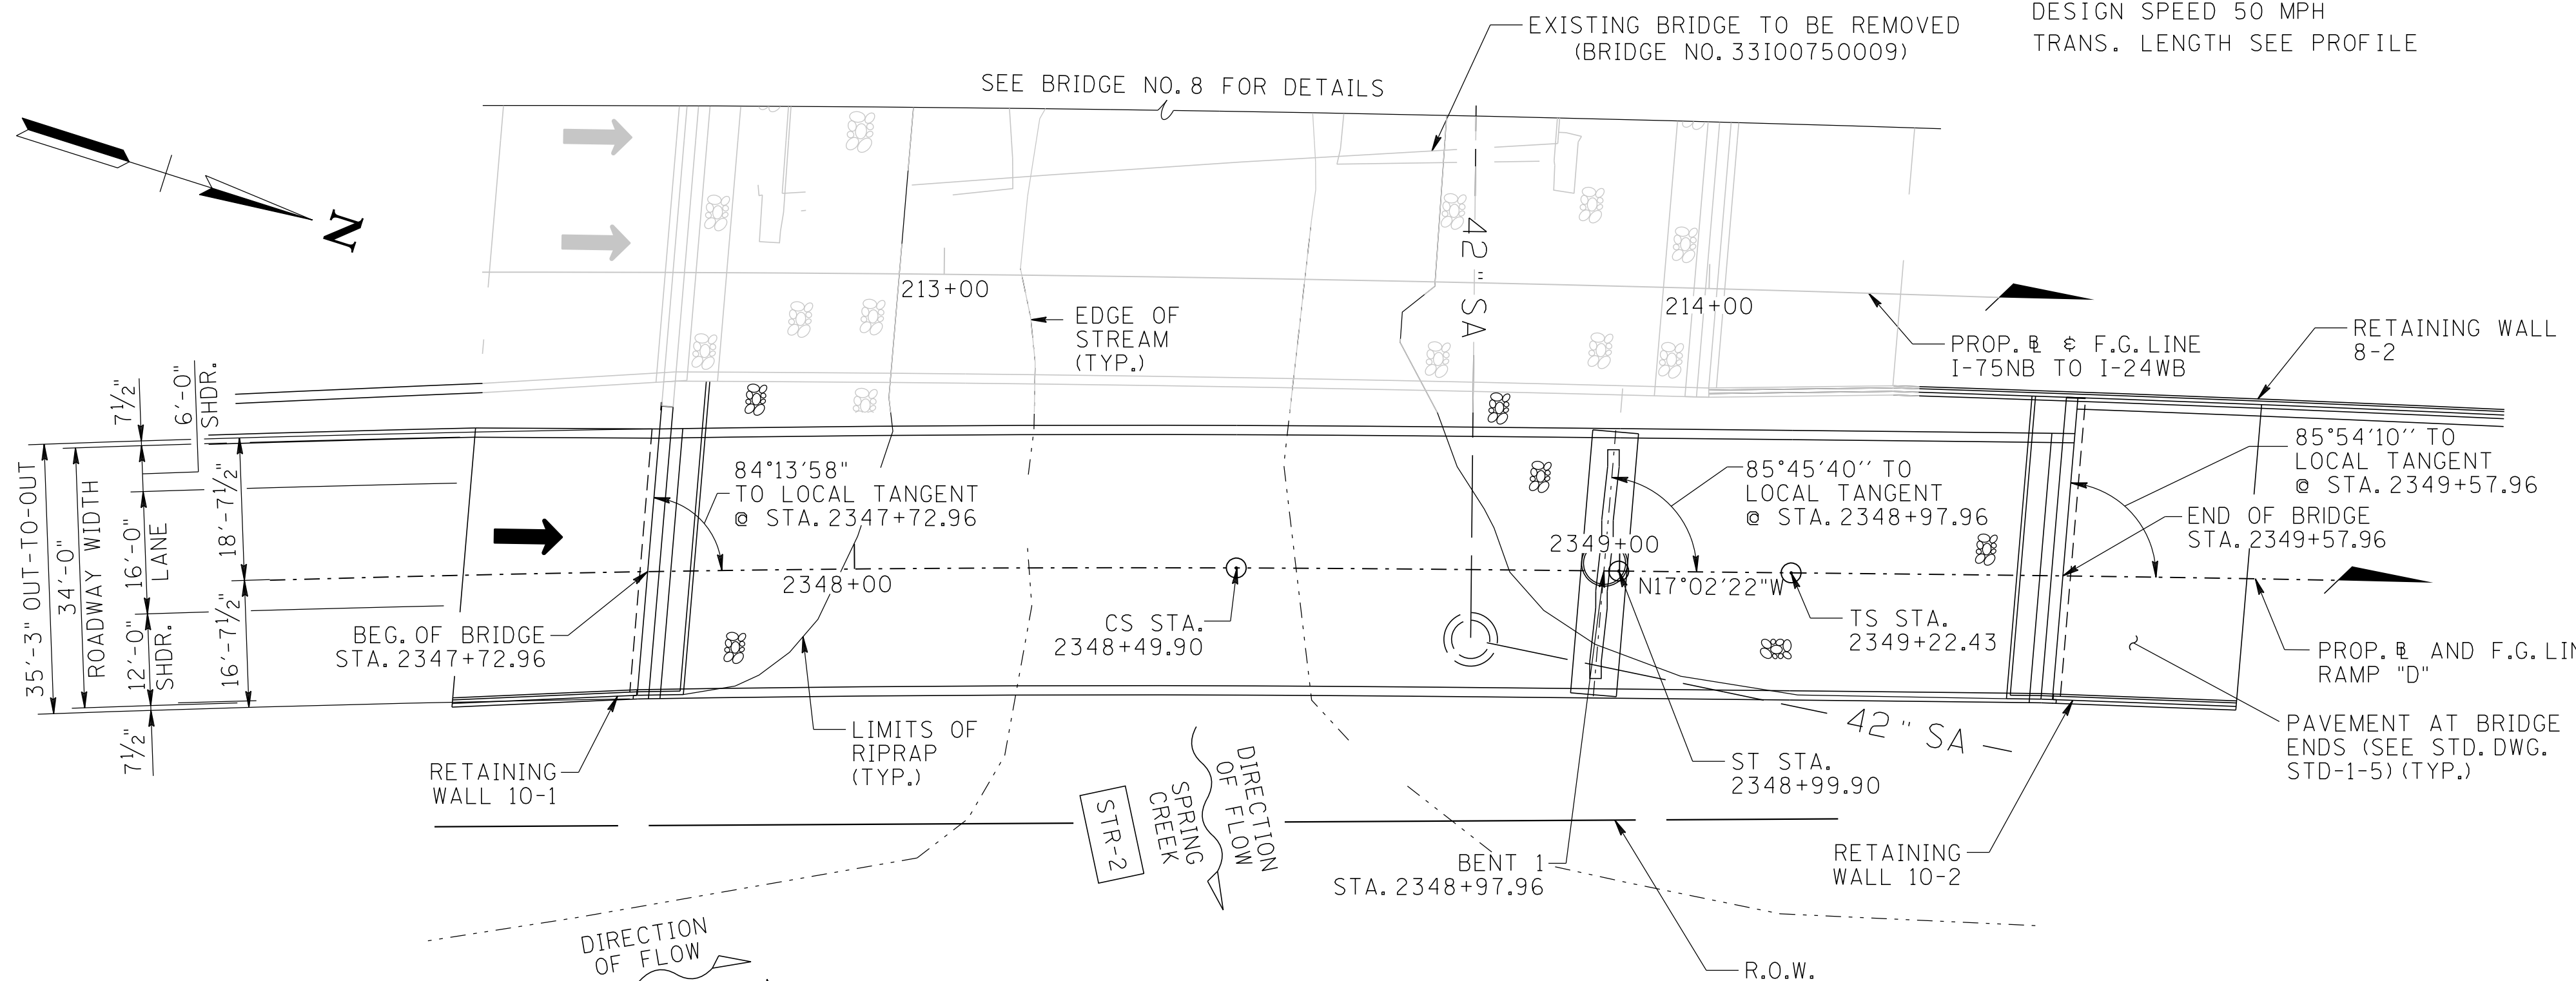 DESIGN SPEED 50 MPH
TRANS. LENGTH SEE PROFILE
EXISTING BRIDGE TO BE REMOVED
(BRIDGE NO. 33I00750009)
SEE BRIDGE NO. 8 FOR DETAILS
N
42" SA
213+00
214+00
EDGE OF
STREAM
(TYP.)
PROP. ℄ & F.G. LINE
I-75NB TO I-24WB
RETAINING WALL
8-2
7½"
6'-0"
SHDR.
35'-3" OUT-TO-OUT
34'-0"
ROADWAY WIDTH
16'-0"
LANE
12'-0"
SHDR.
18'-7½"
16'-7½"
7½"
84°13'58"
TO LOCAL TANGENT
@ STA. 2347+72.96
85°45'40" TO
LOCAL TANGENT
@ STA. 2348+97.96
85°54'10" TO
LOCAL TANGENT
@ STA. 2349+57.96
END OF BRIDGE
STA. 2349+57.96
2348+00
2349+00
N17°02'22"W
BEG. OF BRIDGE
STA. 2347+72.96
CS STA.
2348+49.90
TS STA.
2349+22.43
PROP. ℄ AND F.G. LIN
RAMP "D"
42" SA
LIMITS OF
RIPRAP
(TYP.)
RETAINING
WALL 10-1
ST STA.
2348+99.90
PAVEMENT AT BRIDGE
ENDS (SEE STD. DWG.
STD-1-5) (TYP.)
STR-2
SPRING
CREEK
DIRECTION
OF FLOW
BENT 1
STA. 2348+97.96
RETAINING
WALL 10-2
DIRECTION
OF FLOW
R.O.W.